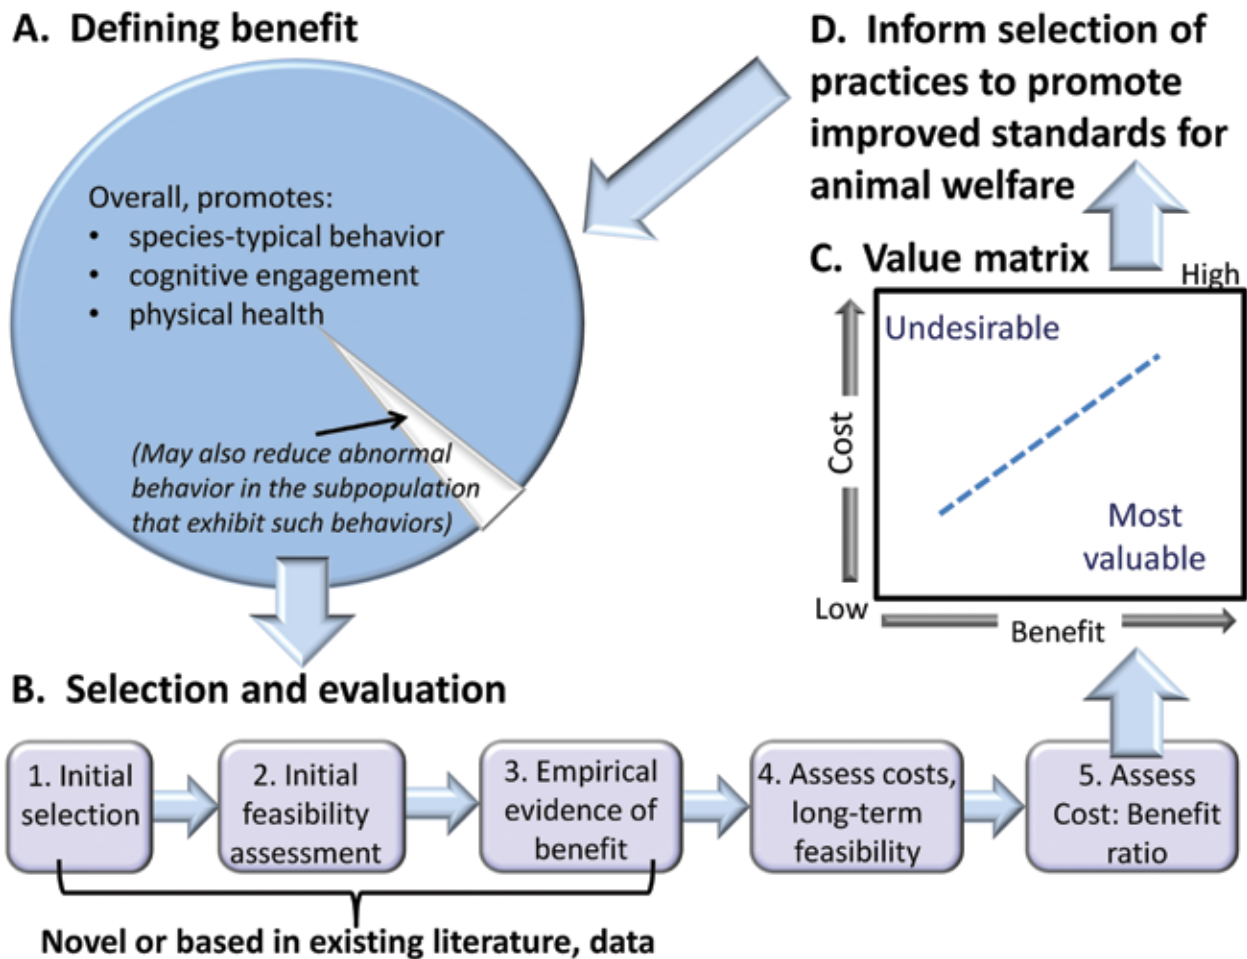 A. Defining benefit
Overall, promotes:
• species-typical behavior
• cognitive engagement
• physical health
(May also reduce abnormal
behavior in the subpopulation
that exhibit such behaviors)
B. Selection and evaluation
1. Initial
selection
2. Initial
feasibility
assessment
3. Empirical
evidence of
benefit
4. Assess costs,
long-term
feasibility
5. Assess
Cost: Benefit
ratio
Novel or based in existing literature, data
C. Value matrix
High
Undesirable
Cost
Most
valuable
Low
Benefit
D. Inform selection of
practices to promote
improved standards for
animal welfare